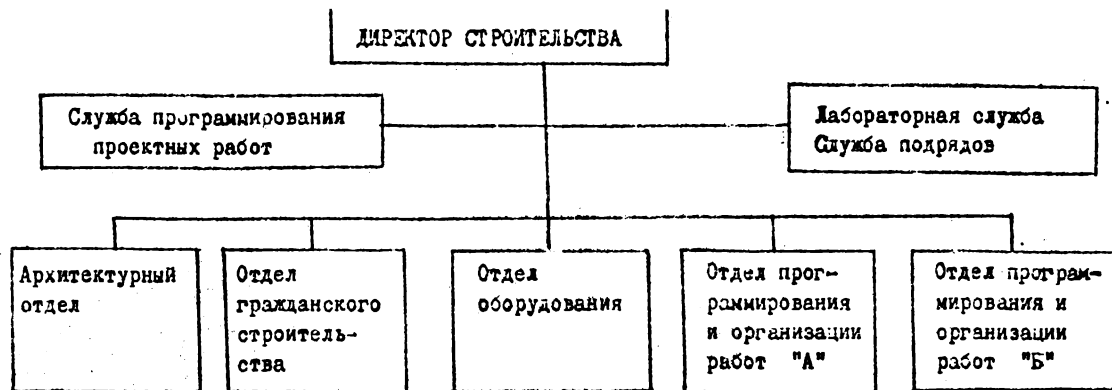 ДИРЕКТОР СТРОИТЕЛЬСТВА
Служба программирования
проектных работ
Лабораторная служба
Служба подрядов
Архитектурный
отдел
Отдел
гражданского
строитель-
ства
Отдел
оборудования
Отдел прог-
раммирования
и организации
работ "А"
Отдел програм-
мирования и
организации
работ "Б"